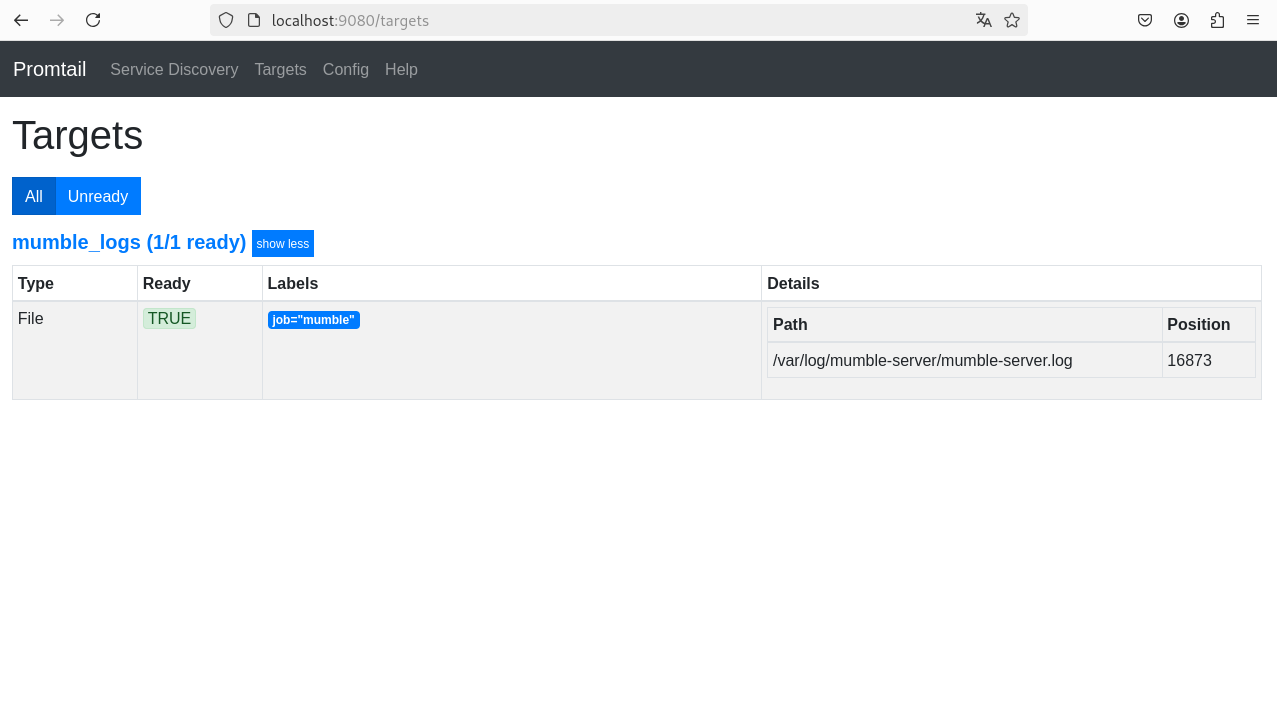 localhost:9080/targets
Promtail Service Discovery Targets Config Help
Targets
All Unready
mumble_logs (1/1 ready) show less
Type Ready Labels Details
File TRUE job="mumble" Path Position
/var/log/mumble-server/mumble-server.log 16873